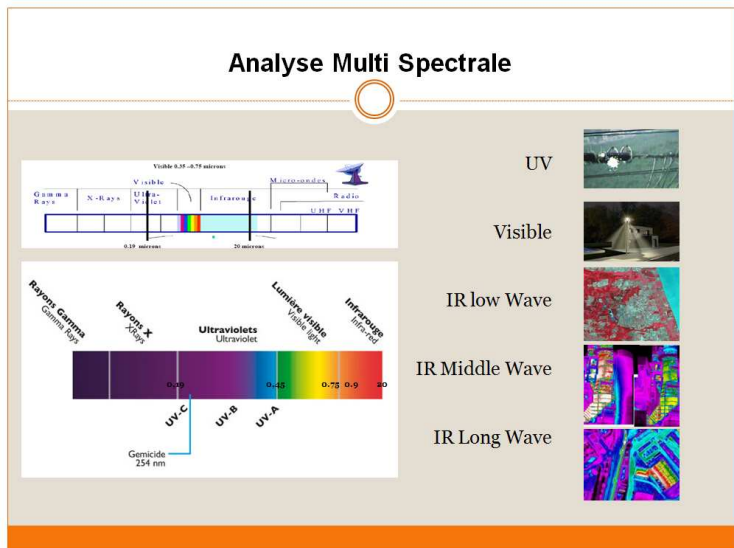 Analyse Multi Spectrale
Visible 0.35 –0.75 microns
Visible
Microsondes
Gamma
Rays
X-Rays
Ultra-
Violet
Infrarouge
Radio
UHF VHF
0.19 microns
20 microns
Rayons Gamma
Gamma Rays
Rayons X
XRays
Ultraviolets
Ultraviolet
Lumière visible
Visible light
Infrarouge
Infra-red
0,19
0,45
0.75
0.9
20
UV-C
UV-B
UV-A
Gemicide
254 nm
UV
Visible
IR low Wave
IR Middle Wave
IR Long Wave